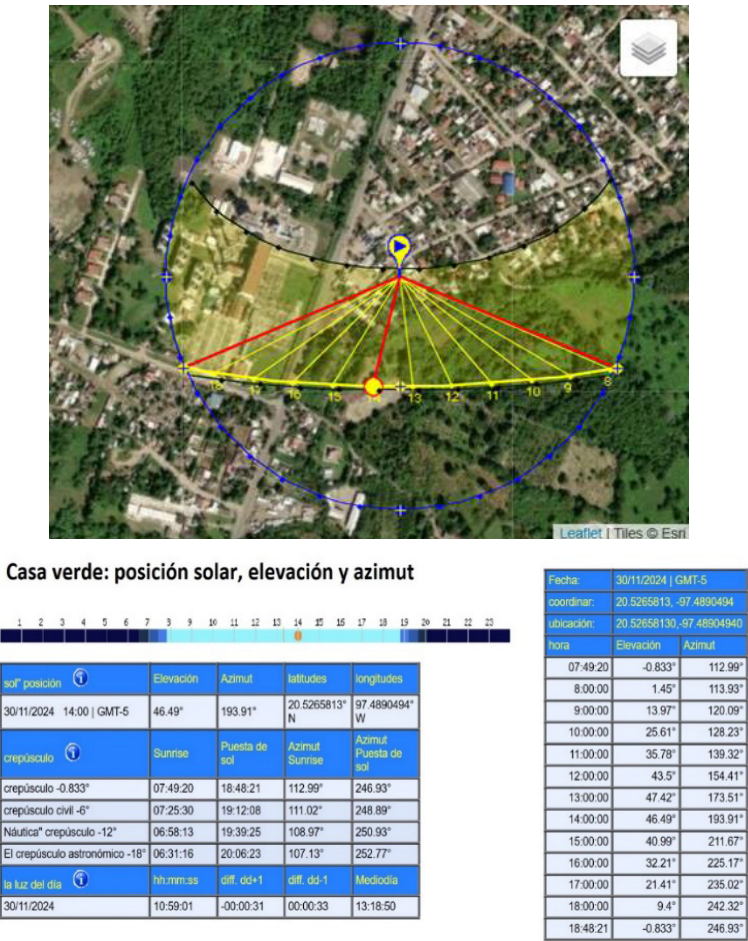 18 17 16 15 14 13 12 11 10 9 8
Leaflet | Tiles © Esri
Casa verde: posición solar, elevación y azimut
1 2 3 4 5 6 7 8 9 10 11 12 13 14 15 16 17 18 19 20 21 22 23
sol" posición Elevación Azimut latitudes longitudes
30/11/2024 14:00 | GMT-5 46.49° 193.91° 20.5265813° N 97.4890494° W
crepúsculo Sunrise Puesta de sol Azimut Sunrise Azimut Puesta de sol
crepúsculo -0.833° 07:49:20 18:48:21 112.99° 246.93°
crepúsculo civil -6° 07:25:30 19:12:08 111.02° 248.89°
Náutica" crepúsculo -12° 06:58:13 19:39:25 108.97° 250.93°
El crepúsculo astronómico -18° 06:31:16 20:06:23 107.13° 252.77°
la luz del día hh:mm:ss diff. dd+1 diff. dd-1 Mediodía
30/11/2024 10:59:01 -00:00:31 00:00:33 13:18:50
Fecha: 30/11/2024 | GMT-5
coordinar: 20.5265813, -97.4890494
ubicación: 20.52658130,-97.48904940
hora Elevación Azimut
07:49:20 -0.833° 112.99°
8:00:00 1.45° 113.93°
9:00:00 13.97° 120.09°
10:00:00 25.61° 128.23°
11:00:00 35.78° 139.32°
12:00:00 43.5° 154.41°
13:00:00 47.42° 173.51°
14:00:00 46.49° 193.91°
15:00:00 40.99° 211.67°
16:00:00 32.21° 225.17°
17:00:00 21.41° 235.02°
18:00:00 9.4° 242.32°
18:48:21 -0.833° 246.93°